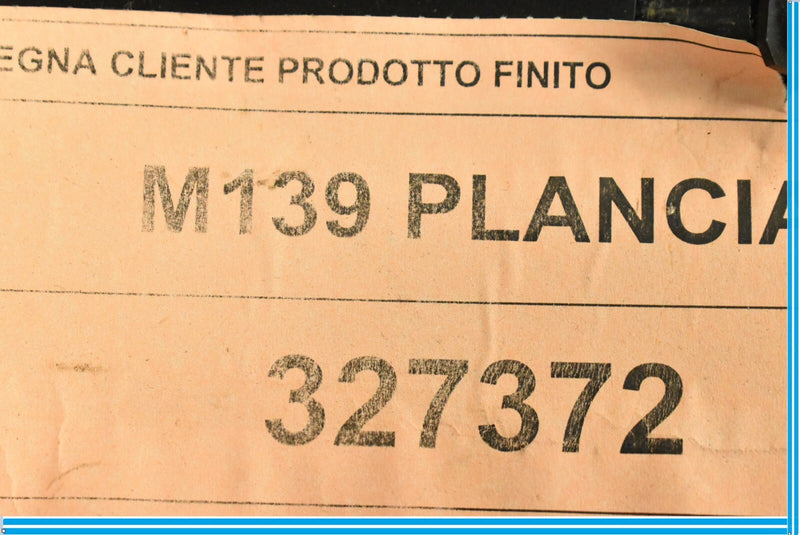 EGNA CLIENTE PRODOTTO FINITO
M139 PLANCIA
327372